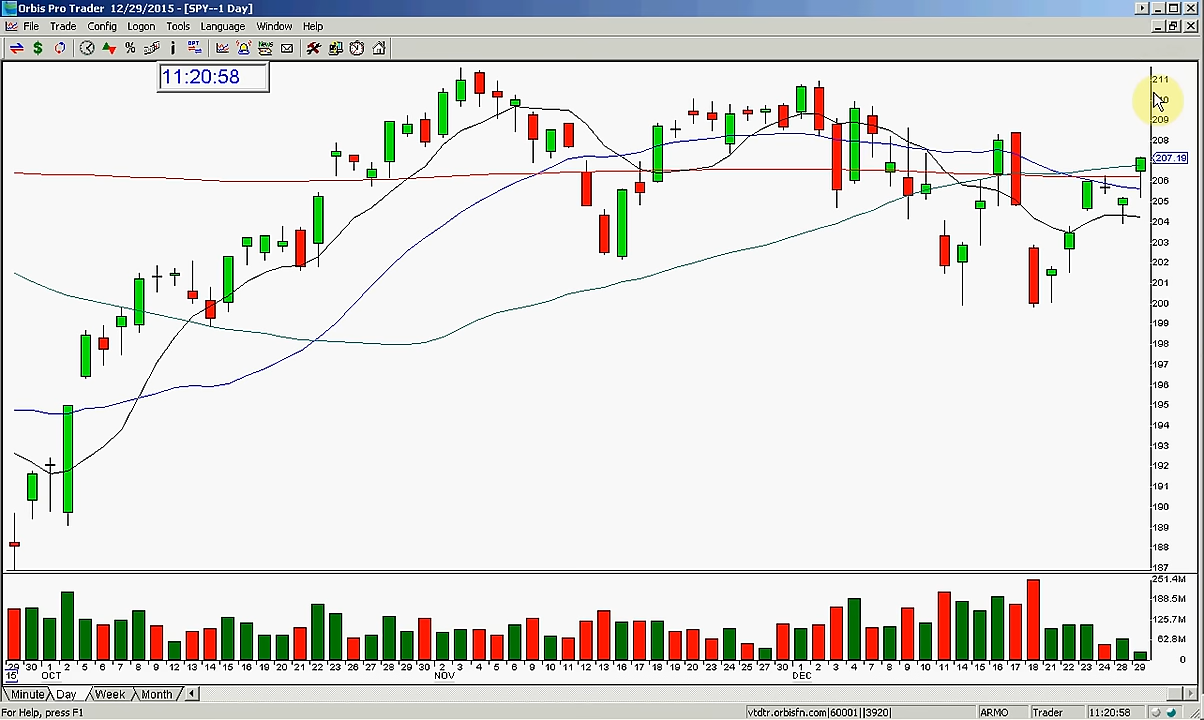 Orbis Pro Trader 12/29/2015 - [SPY--1 Day]
File Trade Config Logon Tools Language Window Help
11:20:58
211
209
208
207.19
206
205
204
203
202
201
200
199
198
197
196
195
194
193
192
191
190
189
188
187
251.4M
188.5M
125.7M
62.8M
0
29 30 1 2 5 6 7 8 9 12 13 14 15 16 19 20 21 22 23 26 27 28 29 30 2 3 4 5 6 9 10 11 12 13 16 17 18 19 20 23 24 25 27 30 1 2 3 4 7 8 9 10 11 14 15 16 17 18 21 22 23 24 28 29
15 OCT NOV DEC
Minute Day Week Month
For Help, press F1 vtdtr.orbisfn.com|60001||3920| ARMO Trader 11:20:58